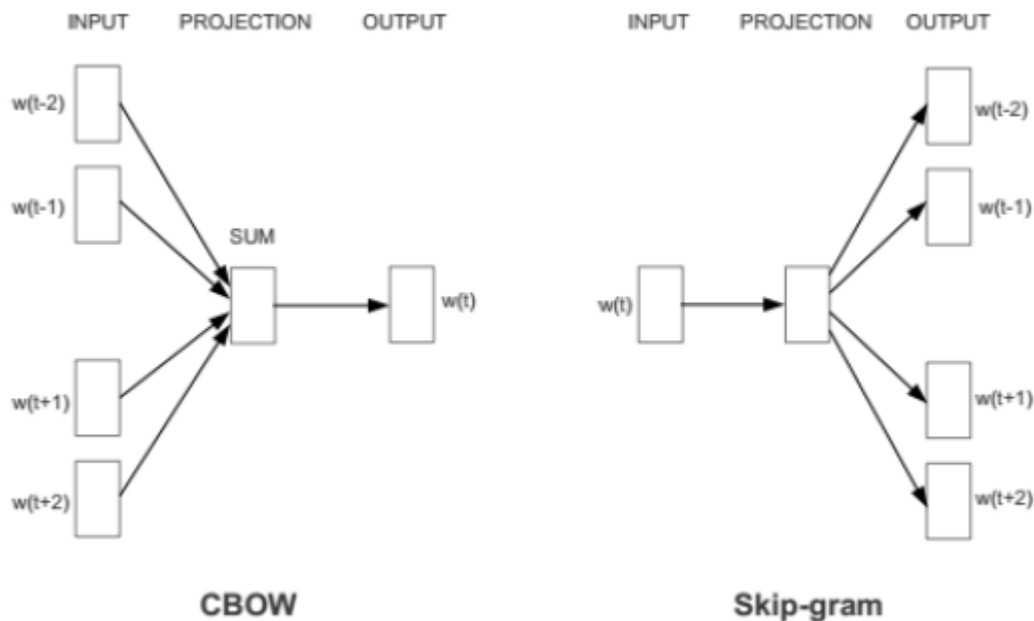 INPUT PROJECTION OUTPUT
w(t-2)
w(t-1)
SUM
w(t)
w(t+1)
w(t+2)
CBOW
INPUT PROJECTION OUTPUT
w(t-2)
w(t-1)
w(t)
w(t+1)
w(t+2)
Skip-gram